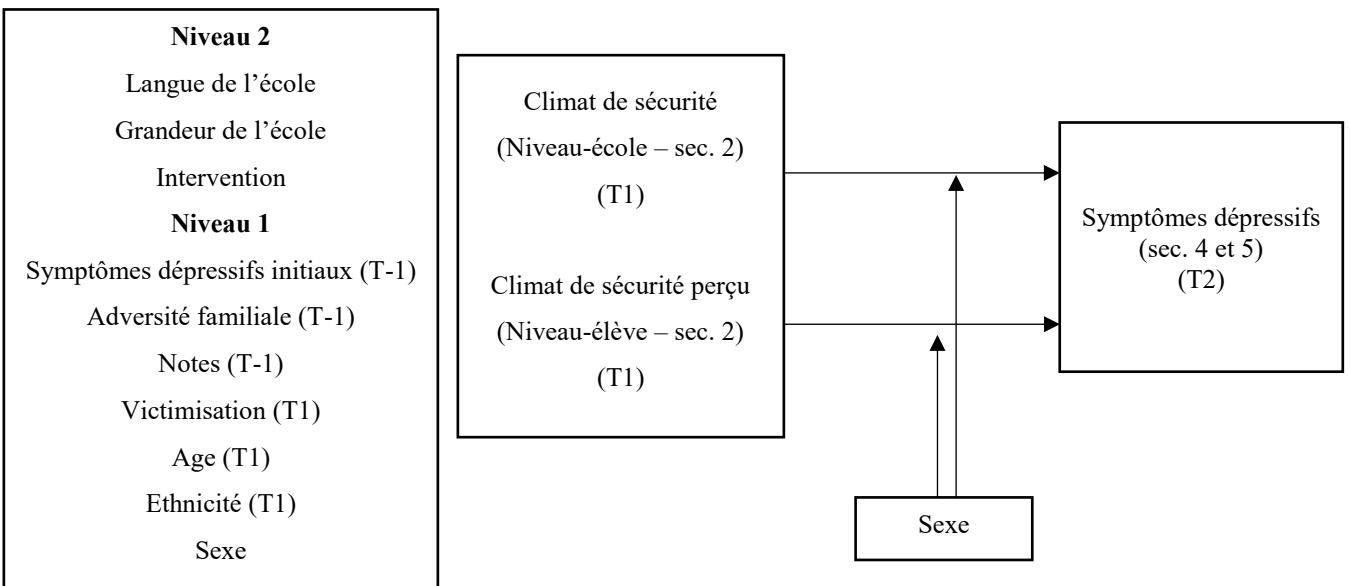 Niveau 2
Langue de l’école
Grandeur de l’école
Intervention
Niveau 1
Symptômes dépressifs initiaux (T-1)
Adversité familiale (T-1)
Notes (T-1)
Victimisation (T1)
Age (T1)
Ethnicité (T1)
Sexe
Climat de sécurité
(Niveau-école – sec. 2)
(T1)
Climat de sécurité perçu
(Niveau-élève – sec. 2)
(T1)
Symptômes dépressifs
(sec. 4 et 5)
(T2)
Sexe